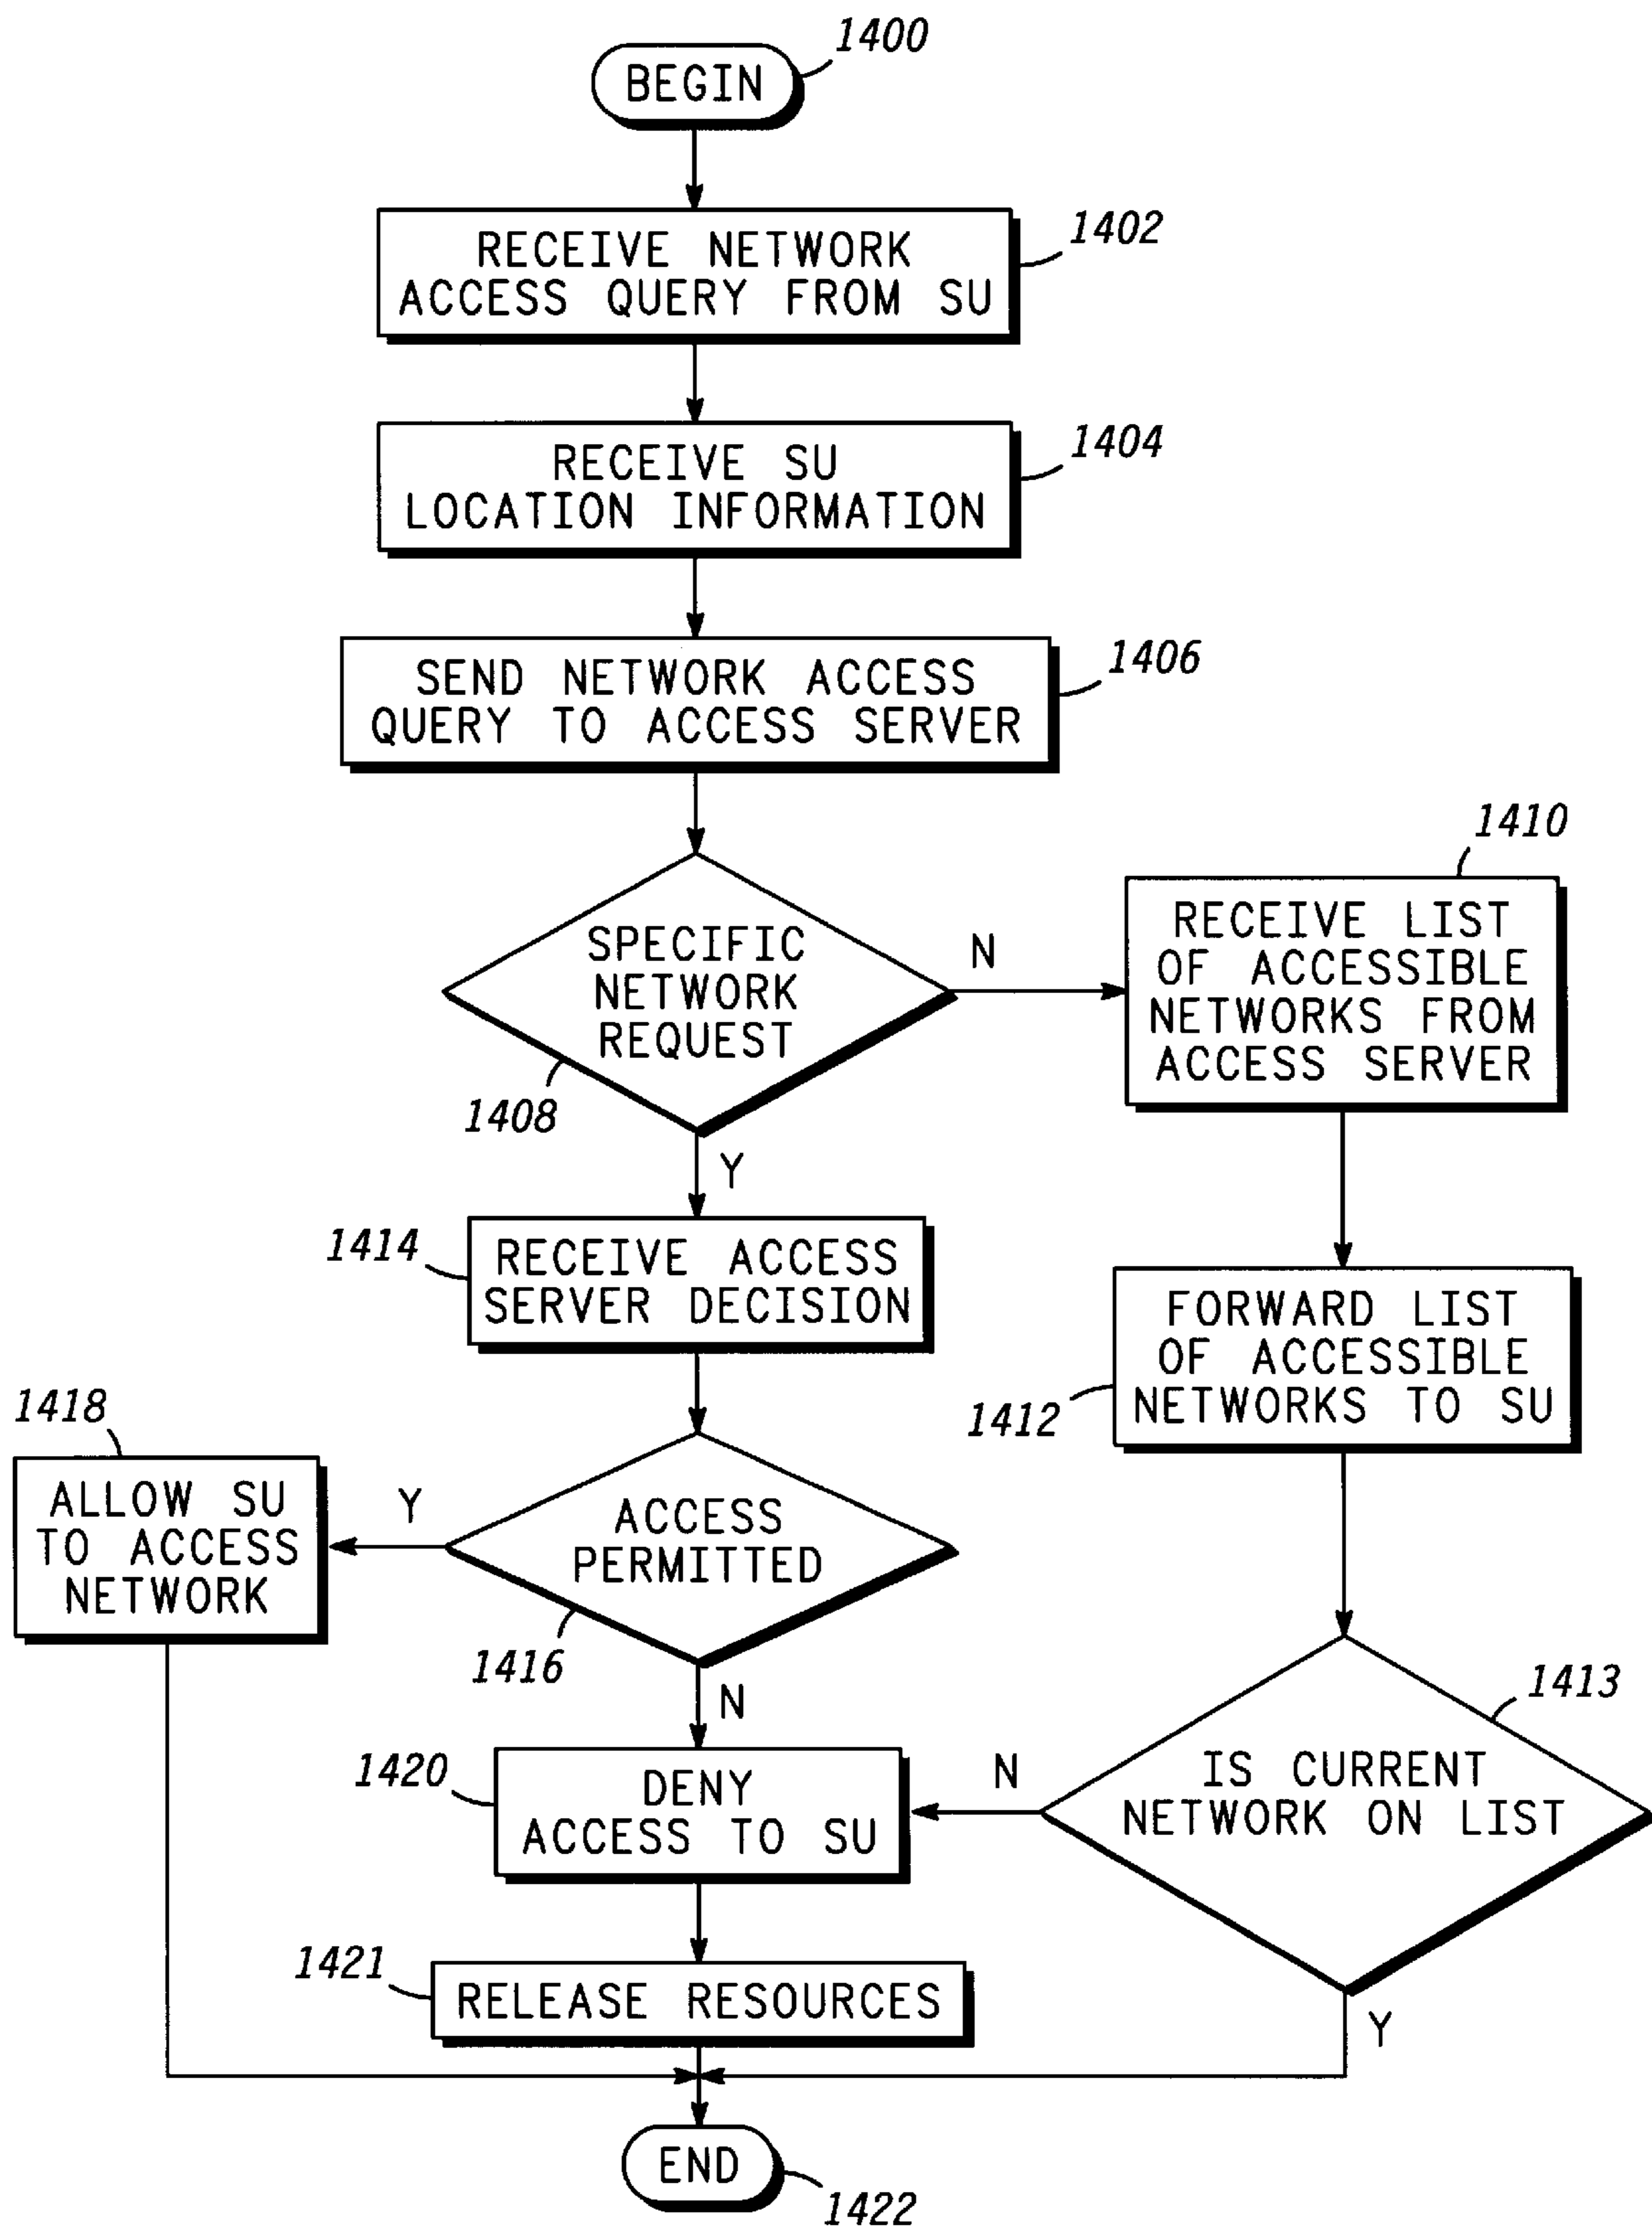 1400
BEGIN
1402
RECEIVE NETWORK
ACCESS QUERY FROM SU
1404
RECEIVE SU
LOCATION INFORMATION
1406
SEND NETWORK ACCESS
QUERY TO ACCESS SERVER
1408
SPECIFIC
NETWORK
REQUEST
N
Y
1410
RECEIVE LIST
OF ACCESSIBLE
NETWORKS FROM
ACCESS SERVER
1414
RECEIVE ACCESS
SERVER DECISION
1412
FORWARD LIST
OF ACCESSIBLE
NETWORKS TO SU
1418
ALLOW SU
TO ACCESS
NETWORK
Y
ACCESS
PERMITTED
1416
N
1413
IS CURRENT
NETWORK ON LIST
N
Y
1420
DENY
ACCESS TO SU
1421
RELEASE RESOURCES
END
1422